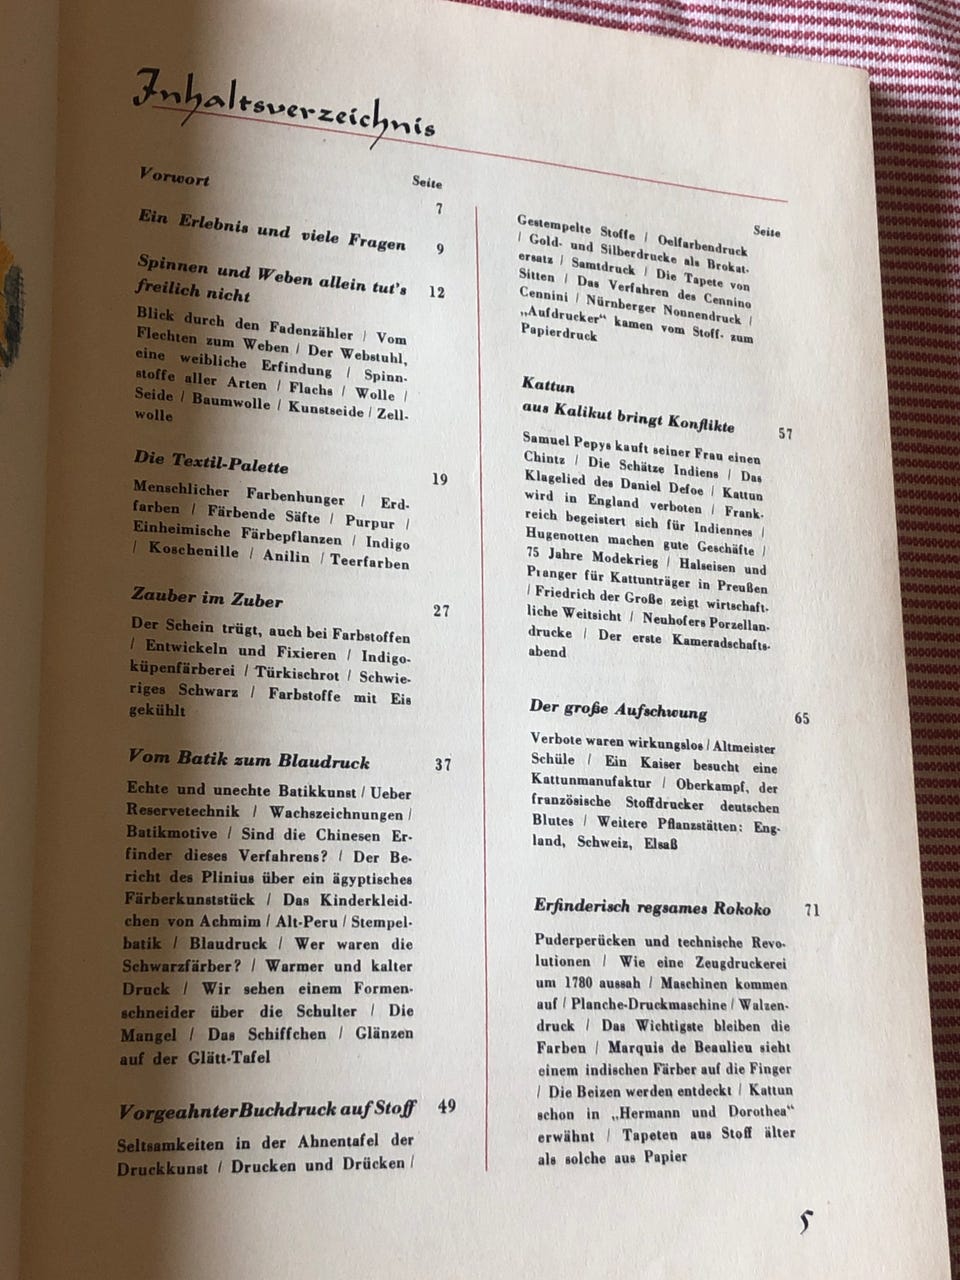 Inhaltsverzeichnis
Seite
Vorwort 7
Ein Erlebnis und viele Fragen 9
Spinnen und Weben allein tut's
freilich nicht 12
Blick durch den Fadenzähler / Vom
Flechten zum Weben / Der Webstuhl,
eine weibliche Erfindung / Spinn-
stoffe aller Arten / Flachs / Wolle /
Seide / Baumwolle / Kunstseide / Zell-
wolle
Die Textil-Palette 19
Menschlicher Farbenhunger / Erd-
farben / Färbende Säfte / Purpur /
Einheimische Färbepflanzen / Indigo
/ Koschenille / Anilin / Teerfarben
Zauber im Zuber 27
Der Schein trügt, auch bei Farbstoffen
/ Entwickeln und Fixieren / Indigo-
küpenfärberei / Türkischrot / Schwie-
riges Schwarz / Farbstoffe mit Eis
gekühlt
Vom Batik zum Blaudruck 37
Echte und unechte Batikkunst / Ueber
Reservetechnik / Wachszeichnungen /
Batikmotive / Sind die Chinesen Er-
finder dieses Verfahrens? / Der Be-
richt des Plinius über ein ägyptisches
Färberkunststück / Das Kinderkleid-
chen von Achmim / Alt-Peru / Stempel-
batik / Blaudruck / Wer waren die
Schwarzfärber? / Warmer und kalter
Druck / Wir sehen einem Formen-
schneider über die Schulter / Die
Mangel / Das Schiffchen / Glänzen
auf der Glätt-Tafel
Vorgeahnter Buchdruck auf Stoff 49
Seltsamkeiten in der Ahnentafel der
Druckkunst / Drucken und Drücken /
Seite
Gestempelte Stoffe / Oelfarbendruck
/ Gold- und Silberdrucke als Brokat-
ersatz / Samtdruck / Die Tapete von
Sitten / Das Verfahren des Cennino
Cennini / Nürnberger Nonnendruck /
„Aufdrucker“ kamen vom Stoff- zum
Papierdruck
Kattun
aus Kalikut bringt Konflikte 57
Samuel Pepys kauft seiner Frau einen
Chintz / Die Schätze Indiens / Das
Klagelied des Daniel Defoe / Kattun
wird in England verboten / Frank-
reich begeistert sich für Indiennes /
Hugenotten machen gute Geschäfte /
75 Jahre Modekrieg / Halseisen und
Pranger für Kattunträger in Preußen
/ Friedrich der Große zeigt wirtschaft-
liche Weitsicht / Neuhofers Porzellan-
drucke / Der erste Kameradschafts-
abend
Der große Aufschwung 65
Verbote waren wirkungslos / Altmeister
Schüle / Ein Kaiser besucht eine
Kattunmanufaktur / Oberkampf, der
französische Stoffdrucker deutschen
Blutes / Weitere Pflanzstätten: Eng-
land, Schweiz, Elsaß
Erfinderisch regsames Rokoko 71
Puderperücken und technische Revo-
lutionen / Wie eine Zeugdruckerei
um 1780 aussah / Maschinen kommen
auf / Planche-Druckmaschine / Walzen-
druck / Das Wichtigste bleiben die
Farben / Marquis de Beaulieu sieht
einem indischen Färber auf die Finger
/ Die Beizen werden entdeckt / Kattun
schon in „Hermann und Dorothea“
erwähnt / Tapeten aus Stoff älter
als solche aus Papier
5